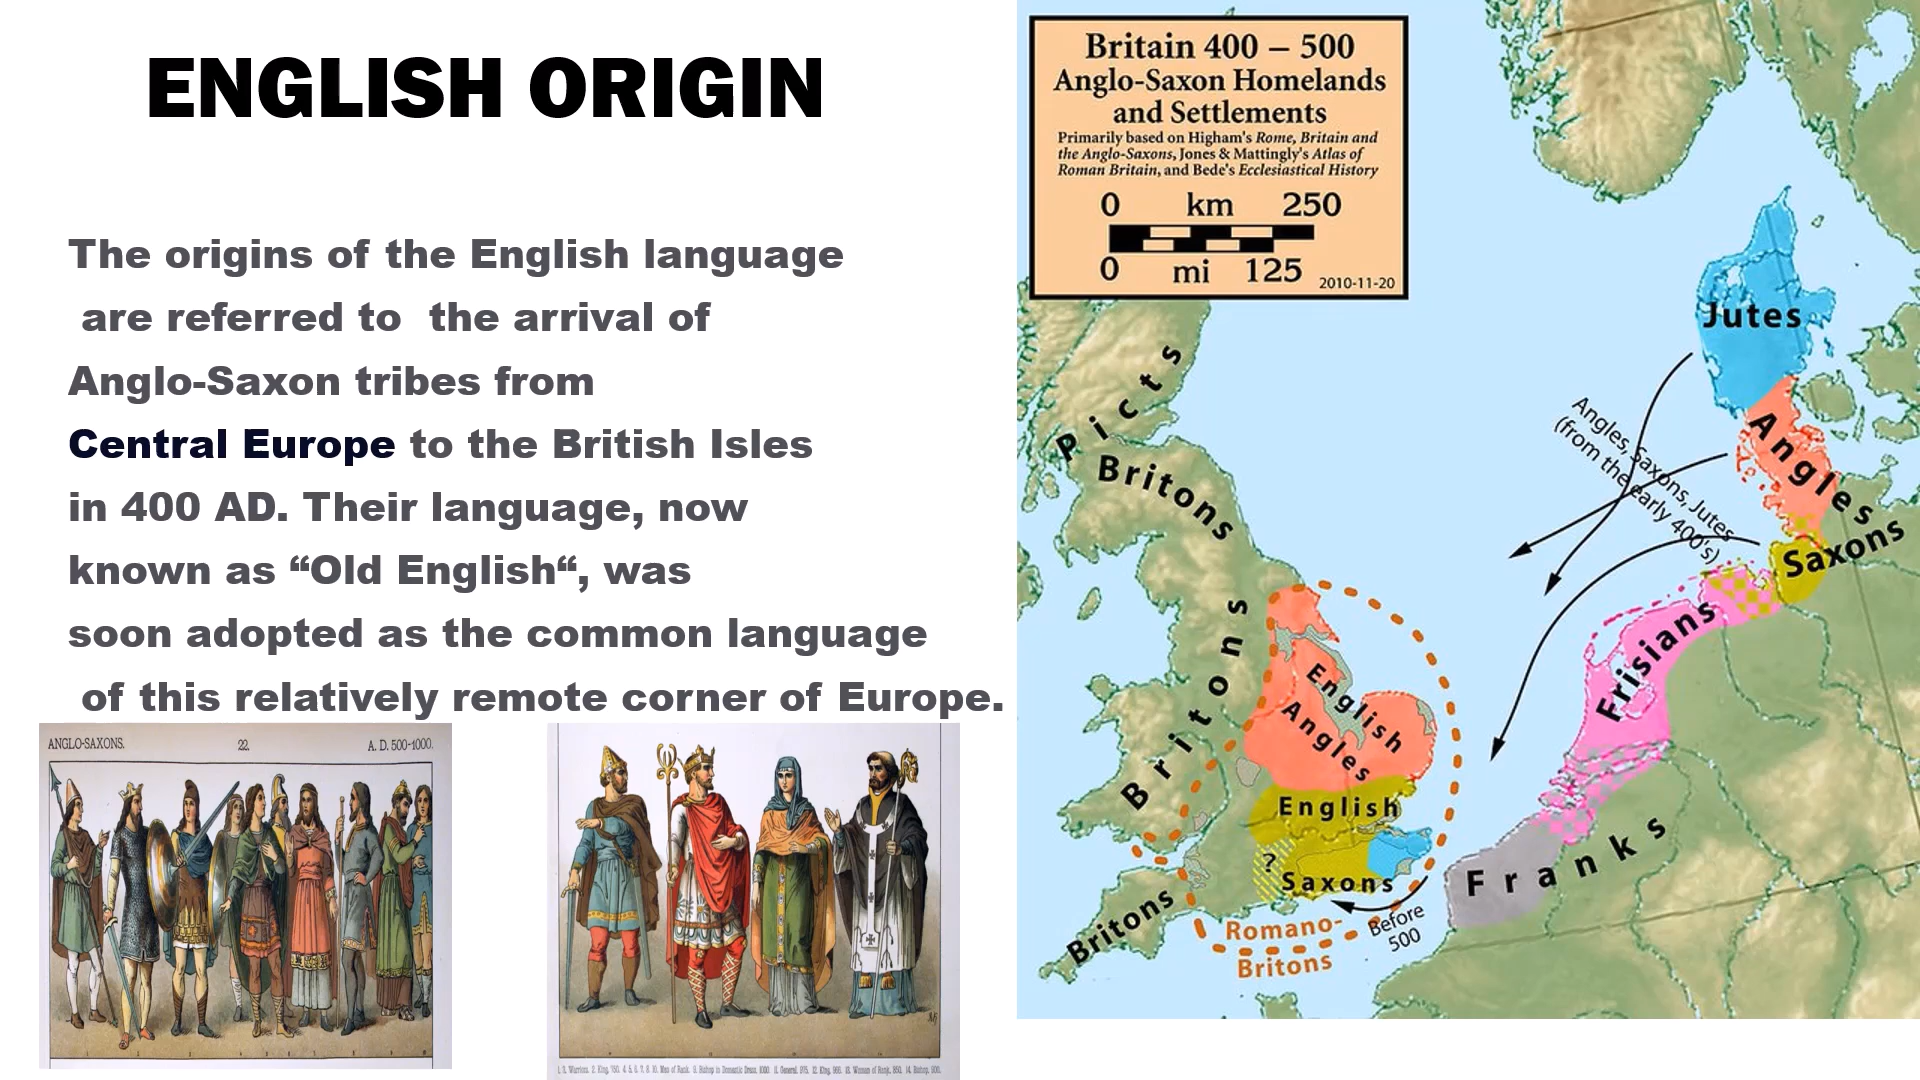 ENGLISH ORIGIN
The origins of the English language
are referred to  the arrival of
Anglo-Saxon tribes from
Central Europe to the British Isles
in 400 AD. Their language, now
known as “Old English“, was
soon adopted as the common language
of this relatively remote corner of Europe.
ANGLO-SAXONS. 22. A. D. 500-1000.
Britain 400 – 500
Anglo-Saxon Homelands
and Settlements
Primarily based on Higham's Rome, Britain and
the Anglo-Saxons, Jones & Mattingly's Atlas of
Roman Britain, and Bede's Ecclesiastical History
0 km 250
0 mi 125
2010-11-20
Jutes
Picts
Angles, Saxons, Jutes
(from the early 400's)
Angles
Britons
Saxons
Frisians
Britons
English
Angles
English
?
Saxons
Franks
Britons
Before
500
Romano-
Britons